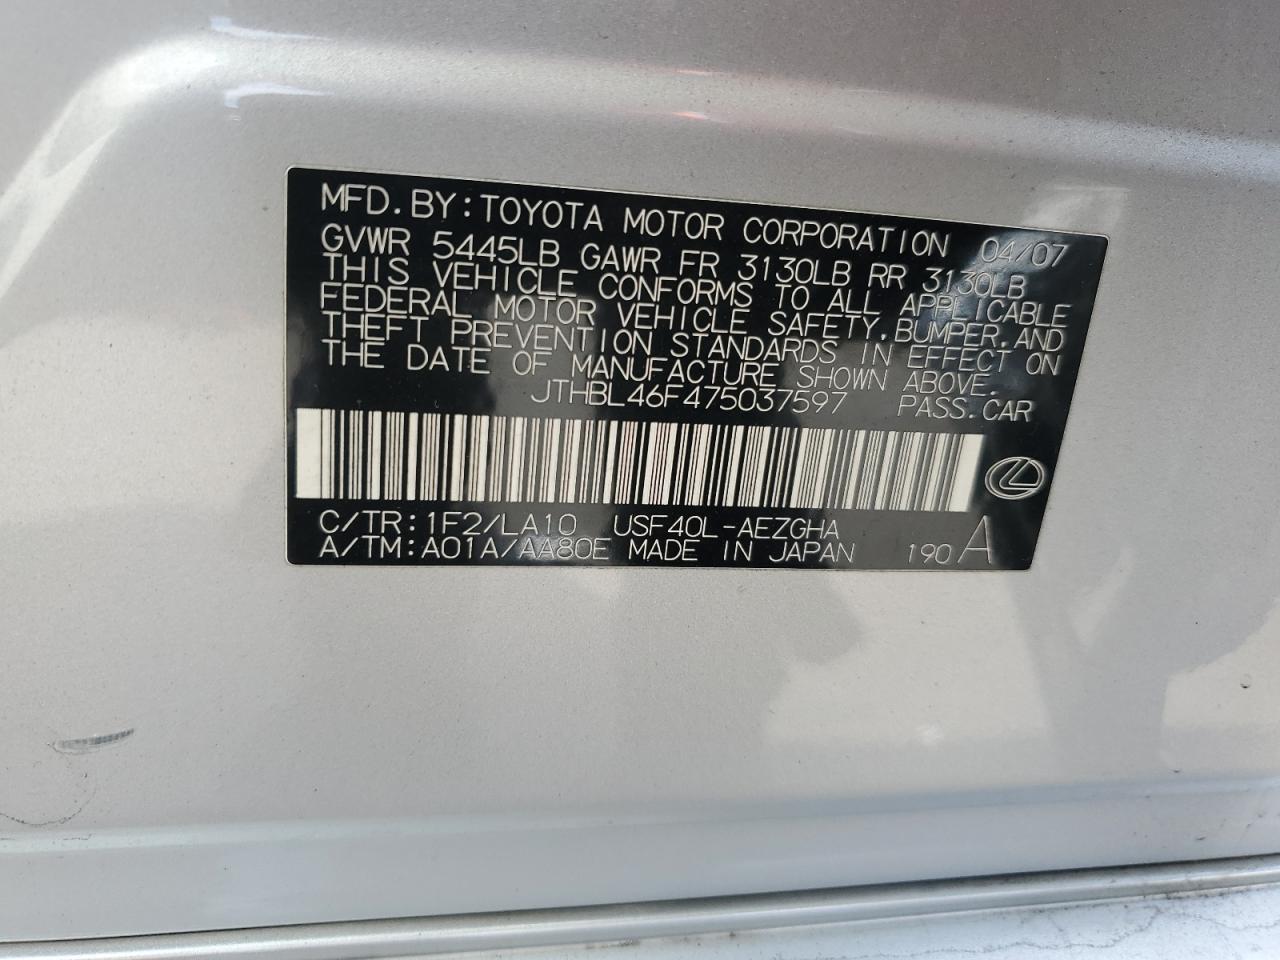 MFD. BY: TOYOTA MOTOR CORPORATION 04/07
GVWR 5445LB GAWR FR 3130LB RR 3130LB
THIS VEHICLE CONFORMS TO ALL APPLICABLE
FEDERAL MOTOR VEHICLE SAFETY, BUMPER, AND
THEFT PREVENTION STANDARDS IN EFFECT ON
THE DATE OF MANUFACTURE SHOWN ABOVE.
JTHBL46F475037597 PASS. CAR
C/TR: 1F2/LA10 USF40L-AEZGHA
A/TM: A01A/AA80E MADE IN JAPAN 190 A